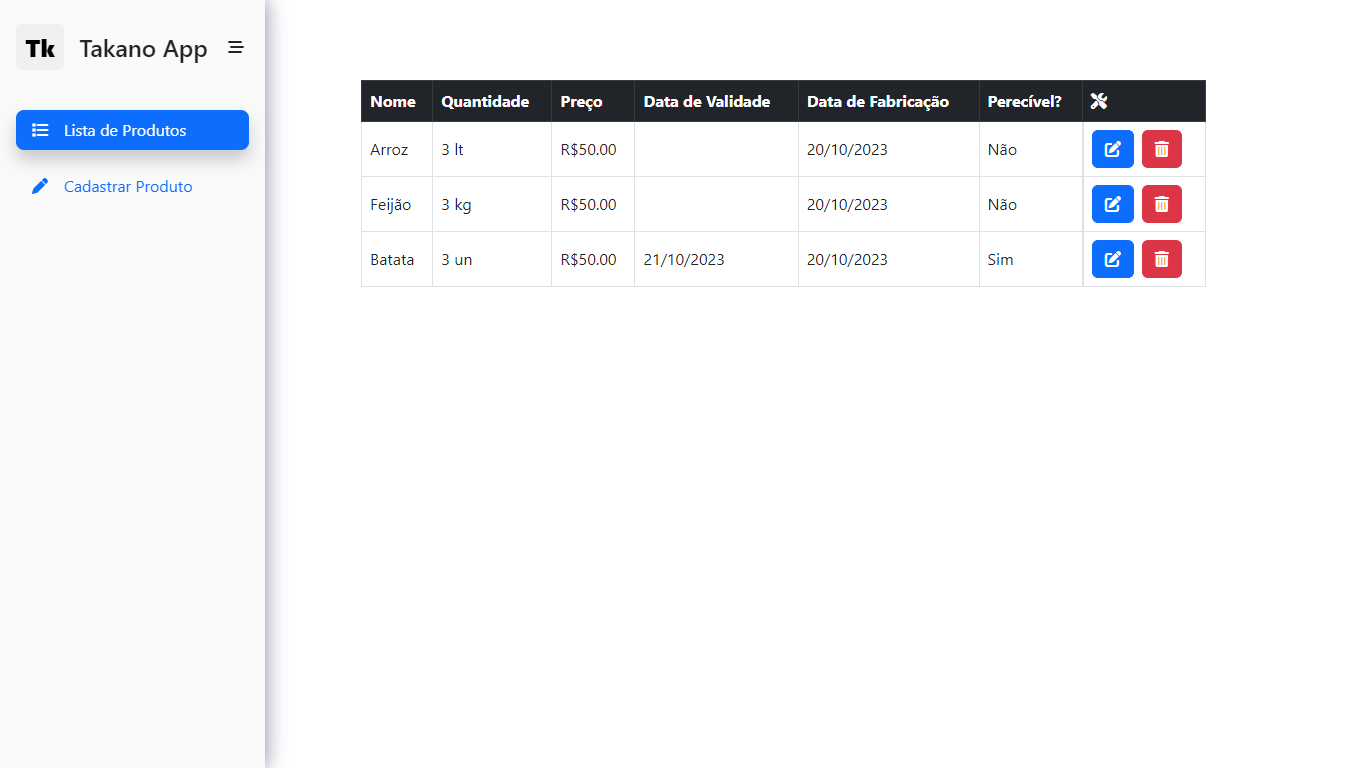 Tk Takano App
Lista de Produtos
Cadastrar Produto
Nome Quantidade Preço Data de Validade Data de Fabricação Perecível?
Arroz 3 lt R$50.00 20/10/2023 Não
Feijão 3 kg R$50.00 20/10/2023 Não
Batata 3 un R$50.00 21/10/2023 20/10/2023 Sim